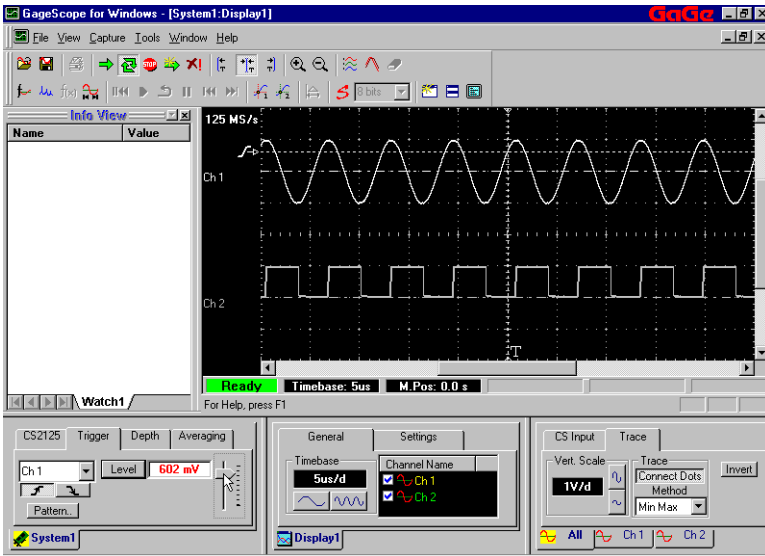 GageScope for Windows - [System1:Display1]
GaGe
File View Capture Tools Window Help
f(x)
8 bits
Info View
Name Value
125 MS/s
Ch 1
Ch 2
T
Watch1
Ready Timebase: 5us M.Pos: 0.0 s
For Help, press F1
CS2125 Trigger Depth Averaging
Ch 1 Level 602 mV
Pattern..
System1
General Settings
Timebase
5us/d
Channel Name
Ch 1
Ch 2
Display1
CS Input Trace
Vert. Scale
1V/d
Trace
Connect Dots
Method
Min Max
Invert
All Ch 1 Ch 2